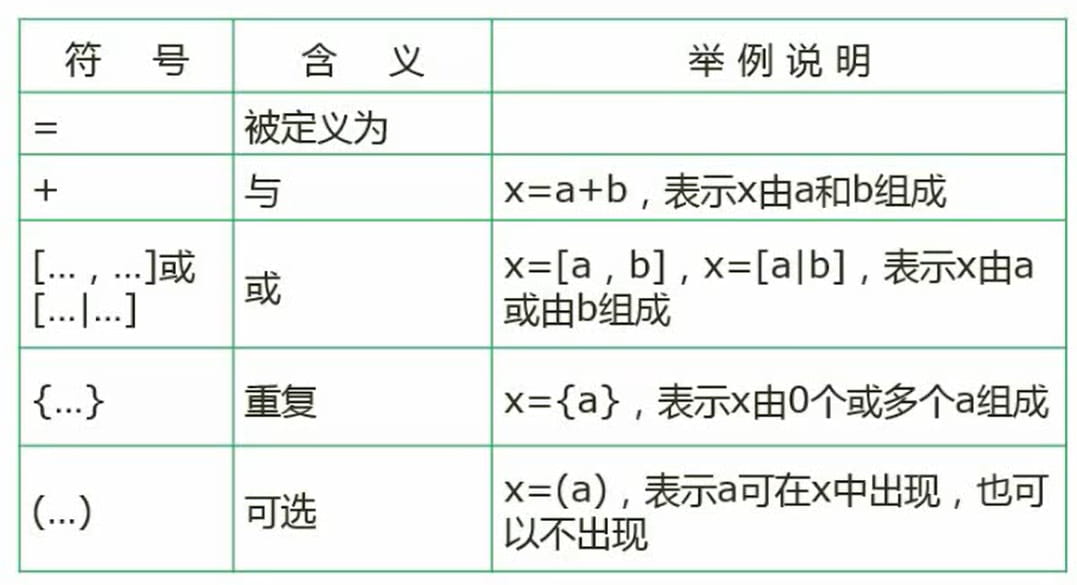 符 号 含 义 举 例 说 明
= 被定义为
+ 与 x=a+b，表示x由a和b组成
[…，…]或
[…|…]
或
x=[a，b]，x=[a|b]，表示x由a
或由b组成
{…} 重复 x={a}，表示x由0个或多个a组成
(…) 可选
x=(a)，表示a可在x中出现，也可
以不出现